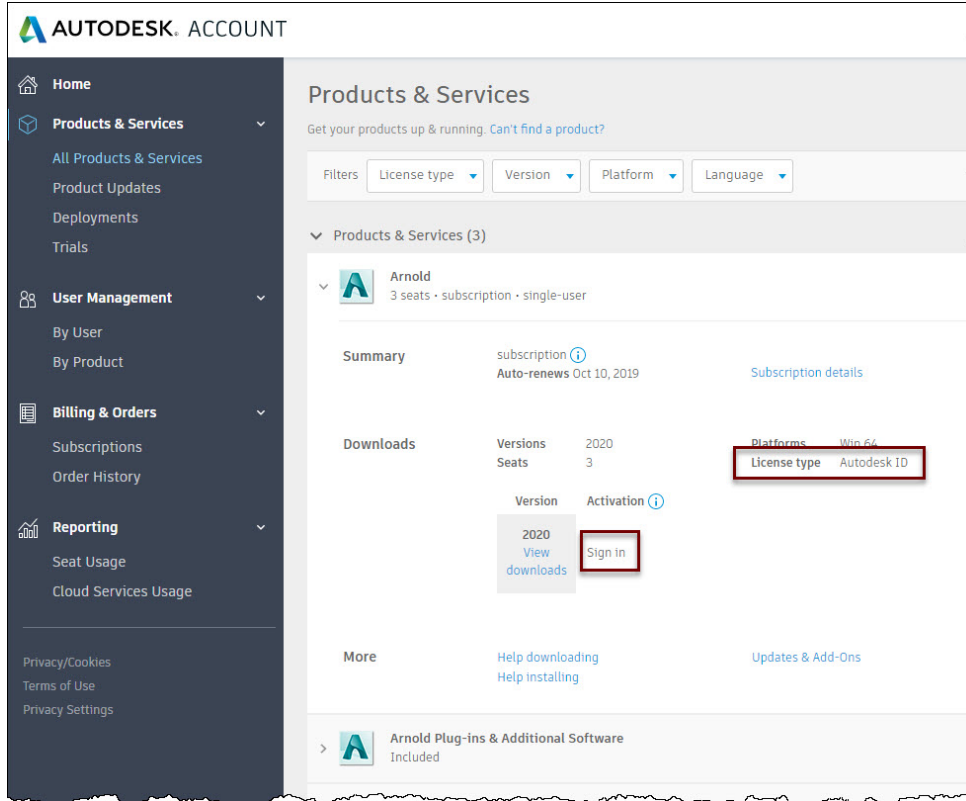 AUTODESK. ACCOUNT
Home
Products & Services
All Products & Services
Product Updates
Deployments
Trials
User Management
By User
By Product
Billing & Orders
Subscriptions
Order History
Reporting
Seat Usage
Cloud Services Usage
Privacy/Cookies
Terms of Use
Privacy Settings
Products & Services
Get your products up & running. Can't find a product?
Filters License type Version Platform Language
Products & Services (3)
Arnold
3 seats • subscription • single-user
Summary subscription
Auto-renews Oct 10, 2019 Subscription details
Downloads Versions 2020 Platforms Win 64
Seats 3 License type Autodesk ID
Version Activation
2020
View Sign in
downloads
More Help downloading Updates & Add-Ons
Help installing
Arnold Plug-ins & Additional Software
Included